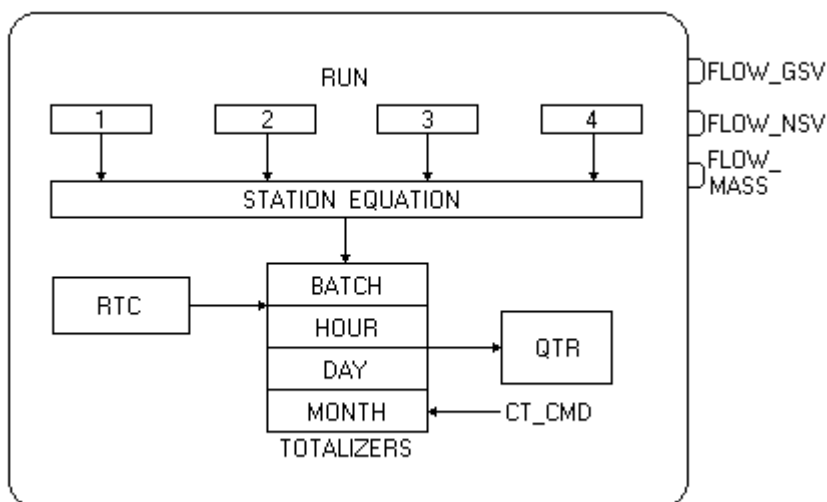 RUN
FLOW_GSV
1 2 3 4
FLOW_NSV
FLOW_
MASS
STATION EQUATION
BATCH
RTC
HOUR
QTR
DAY
MONTH
CT_CMD
TOTALIZERS